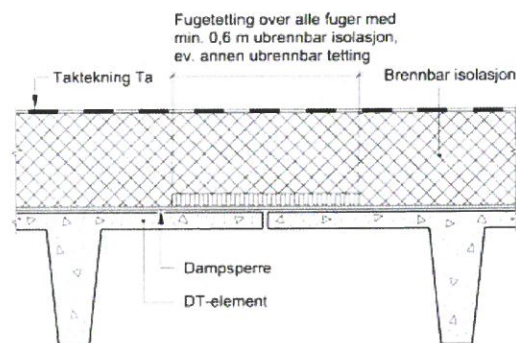 Fugetetting over alle fuger med
min. 0,6 m ubrennbar isolasjon,
ev. annen ubrennbar tetting
Taktekning Ta
Brennbar isolasjon
Dampsperre
DT-element